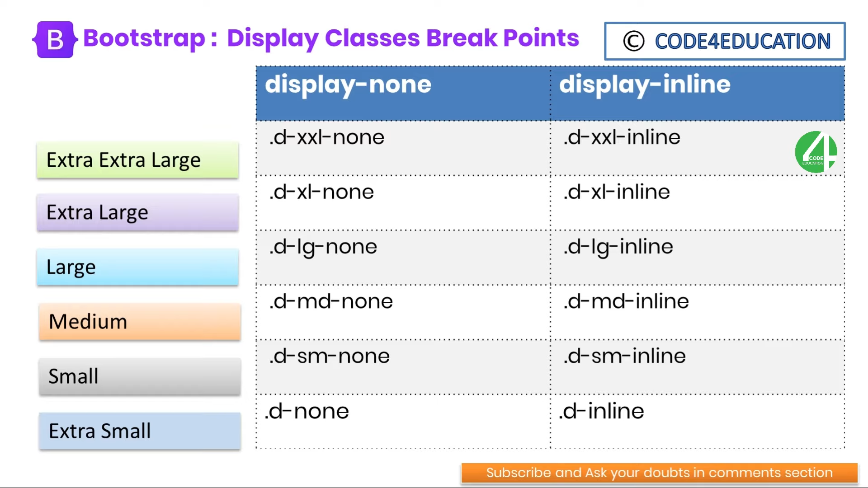 B Bootstrap : Display Classes Break Points
© CODE4EDUCATION
display-none display-inline
Extra Extra Large .d-xxl-none .d-xxl-inline
4 CODE
Extra Large .d-xl-none .d-xl-inline
Large .d-lg-none .d-lg-inline
Medium .d-md-none .d-md-inline
Small .d-sm-none .d-sm-inline
Extra Small .d-none .d-inline
Subscribe and Ask your doubts in comments section